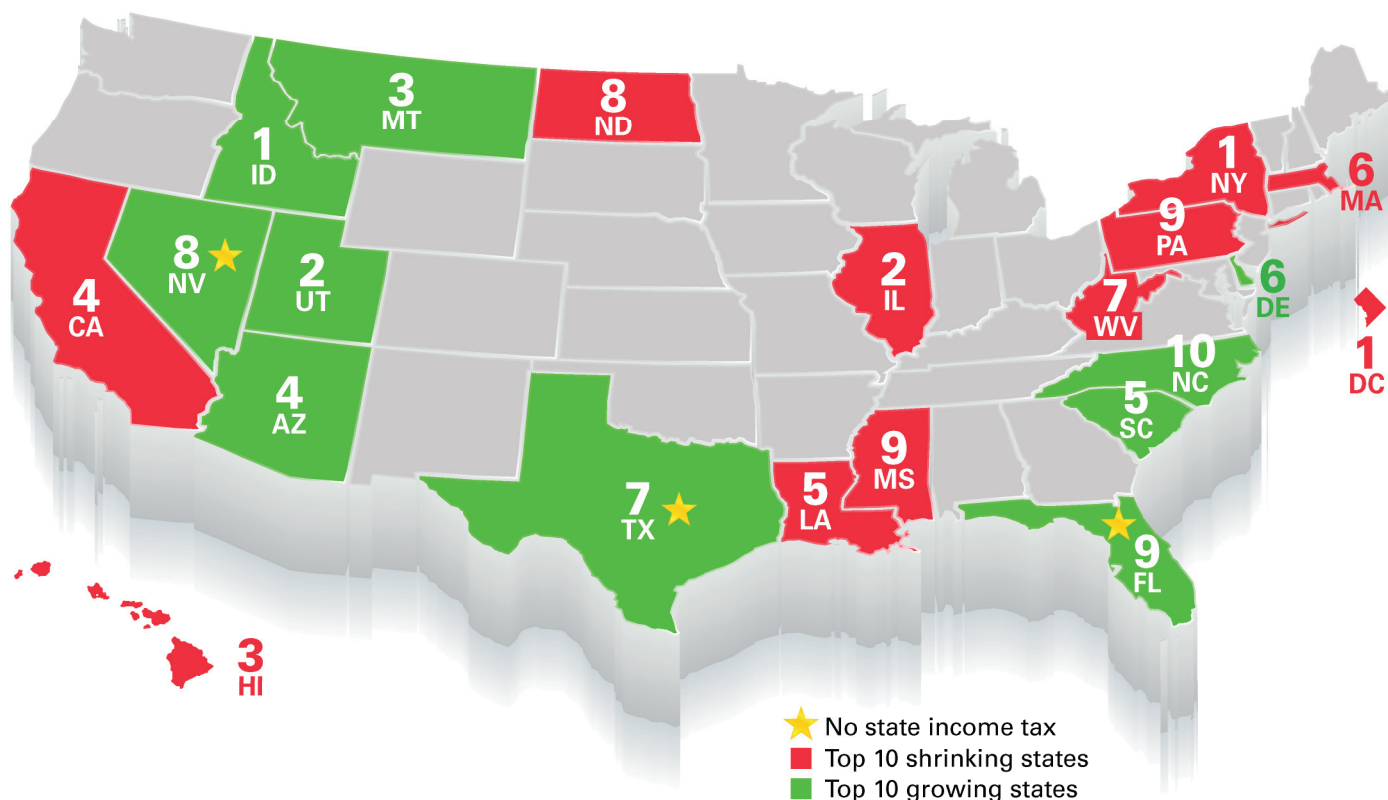 3
MT
8
ND
1
ID
1
NY
6
MA
9
PA
8
NV
2
UT
2
IL
7
WV
6
DE
4
CA
1
DC
10
NC
4
AZ
5
SC
9
MS
5
LA
7
TX
9
FL
3
HI
No state income tax
Top 10 shrinking states
Top 10 growing states